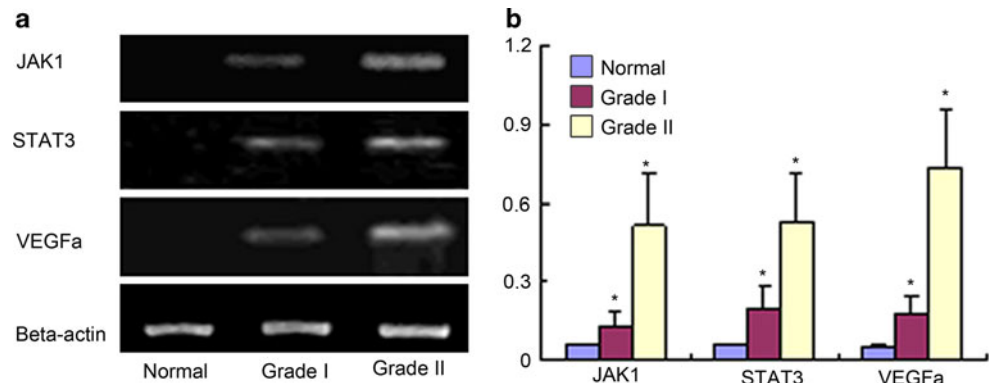 a
JAK1
STAT3
VEGFa
Beta-actin
Normal Grade I Grade II
b
1.2
0.9
0.6
0.3
0
Normal
Grade I
Grade II
* * * * * *
JAK1 STAT3 VEGFa